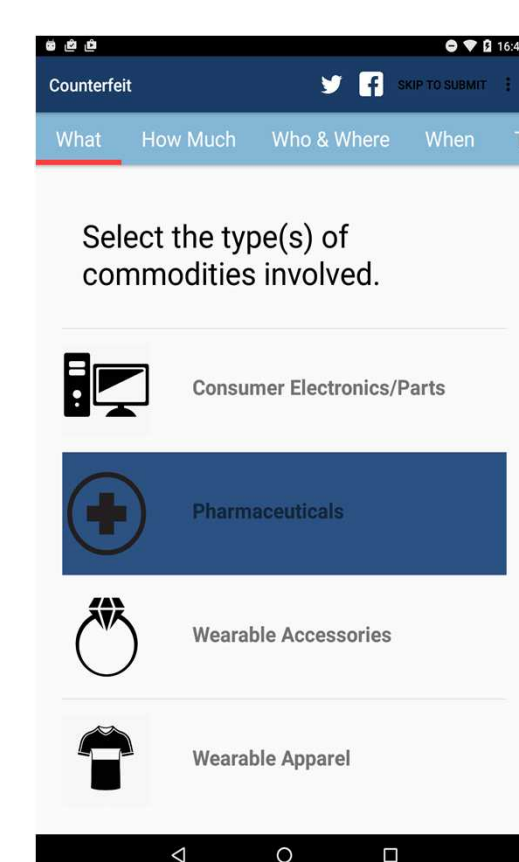 16:4
Counterfeit
SKIP TO SUBMIT
What How Much Who & Where When
Select the type(s) of
commodities involved.
Consumer Electronics/Parts
Pharmaceuticals
Wearable Accessories
Wearable Apparel